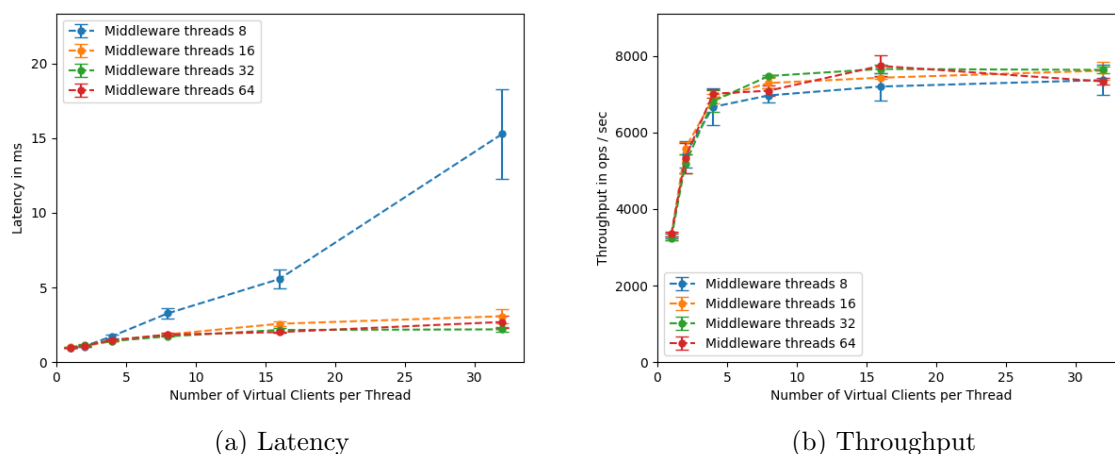 Middleware threads 8
Middleware threads 16
Middleware threads 32
Middleware threads 64
20
15
10
5
0
Latency in ms
0 5 10 15 20 25 30
Number of Virtual Clients per Thread
(a) Latency
8000
6000
4000
2000
0
Throughput in ops / sec
Middleware threads 8
Middleware threads 16
Middleware threads 32
Middleware threads 64
0 5 10 15 20 25 30
Number of Virtual Clients per Thread
(b) Throughput